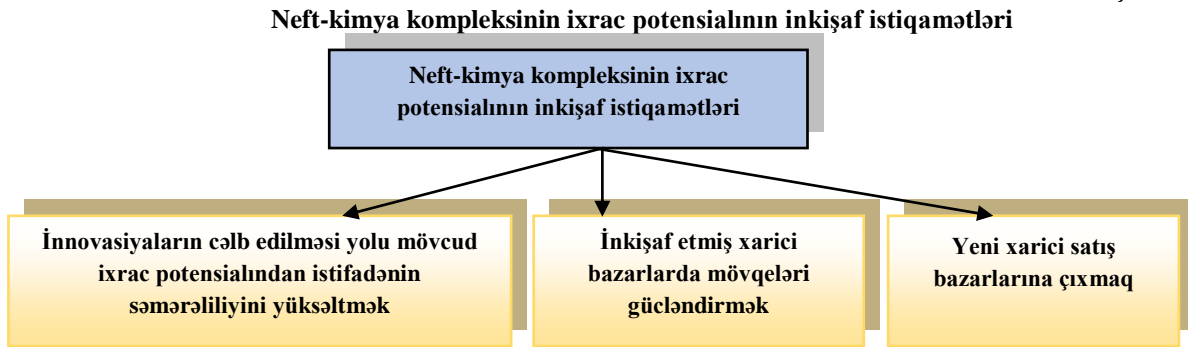 Neft-kimya kompleksinin ixrac potensialının inkişaf istiqamətləri
Neft-kimya kompleksinin ixrac
potensialının inkişaf istiqamətləri
İnnovasiyaların cəlb edilməsi yolu mövcud
ixrac potensialından istifadənin
səmərəliliyini yüksəltmək
İnkişaf etmiş xarici
bazarlarda mövqeləri
gücləndirmək
Yeni xarici satış
bazarlarına çıxmaq